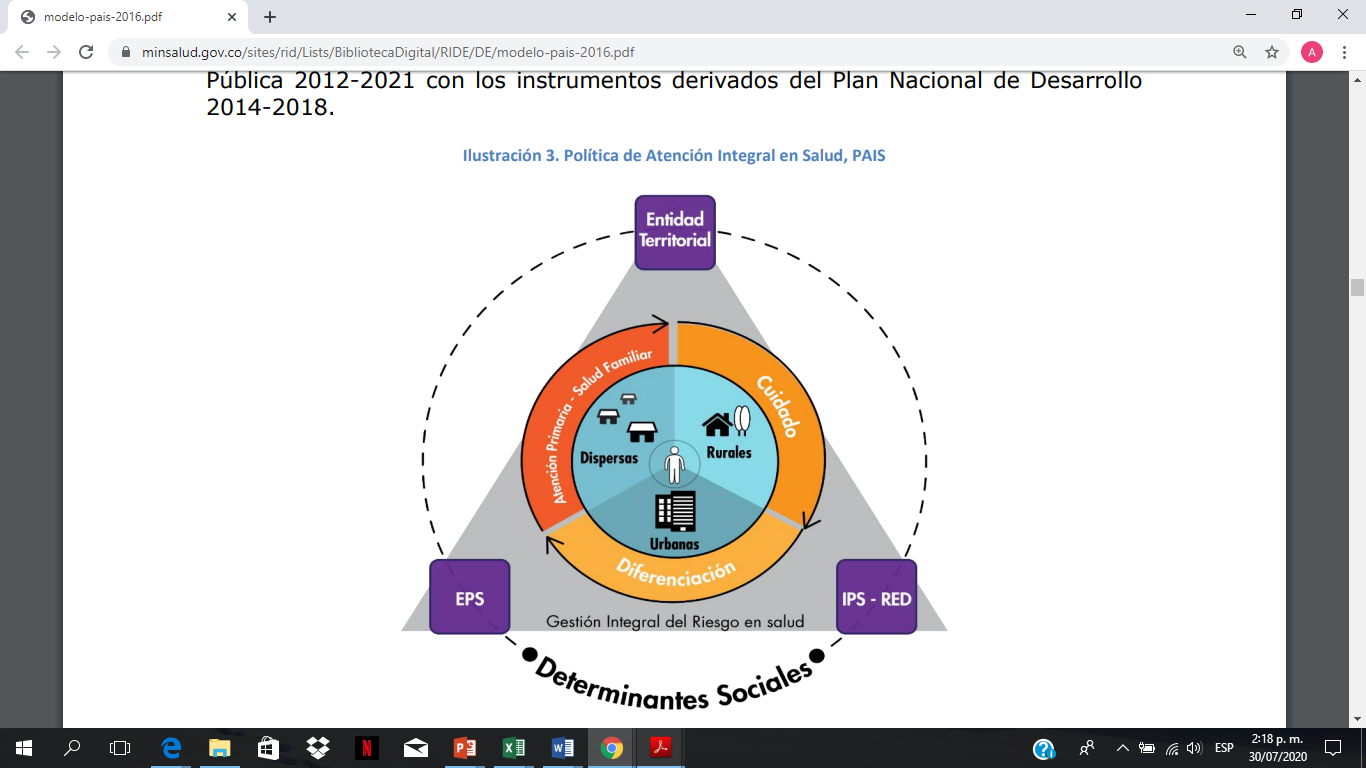 modelo-pais-2016.pdf
minsalud.gov.co/sites/rid/Lists/BibliotecaDigital/RIDE/DE/modelo-pais-2016.pdf
A
Pública 2012-2021 con los instrumentos derivados del Plan Nacional de Desarrollo
2014-2018.
Ilustración 3. Política de Atención Integral en Salud, PAIS
Entidad
Territorial
Atención Primaria - Salud Familiar
Cuidado
Dispersas
Rurales
Urbanas
Diferenciación
EPS
IPS - RED
Gestión Integral del Riesgo en salud
Determinantes Sociales
ESP
2:18 p. m.
30/07/2020